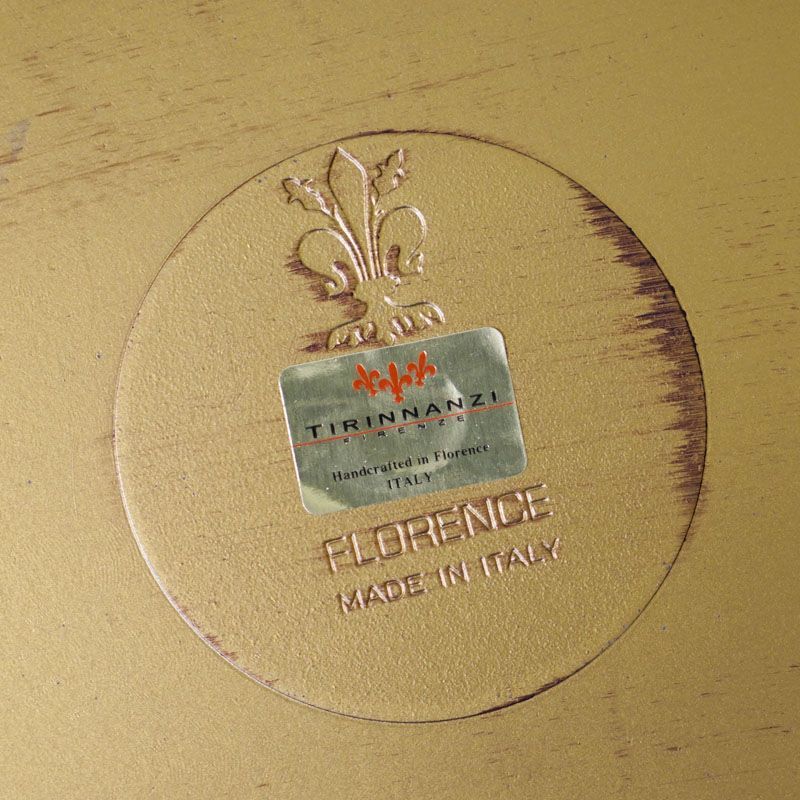 TIRINNANZI
FIRENZE
Handcrafted in Florence
ITALY
FLORENCE
MADE IN ITALY